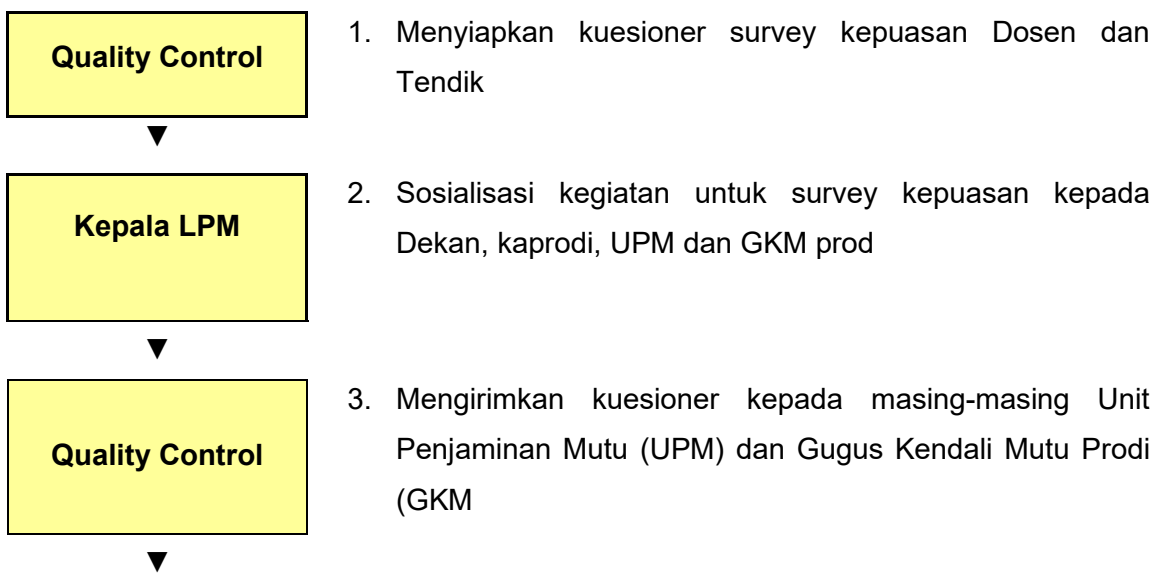 Quality Control
1. Menyiapkan kuesioner survey kepuasan Dosen dan
Tendik
▼
Kepala LPM
2. Sosialisasi kegiatan untuk survey kepuasan kepada
Dekan, kaprodi, UPM dan GKM prod
▼
Quality Control
3. Mengirimkan kuesioner kepada masing-masing Unit
Penjaminan Mutu (UPM) dan Gugus Kendali Mutu Prodi
(GKM
▼